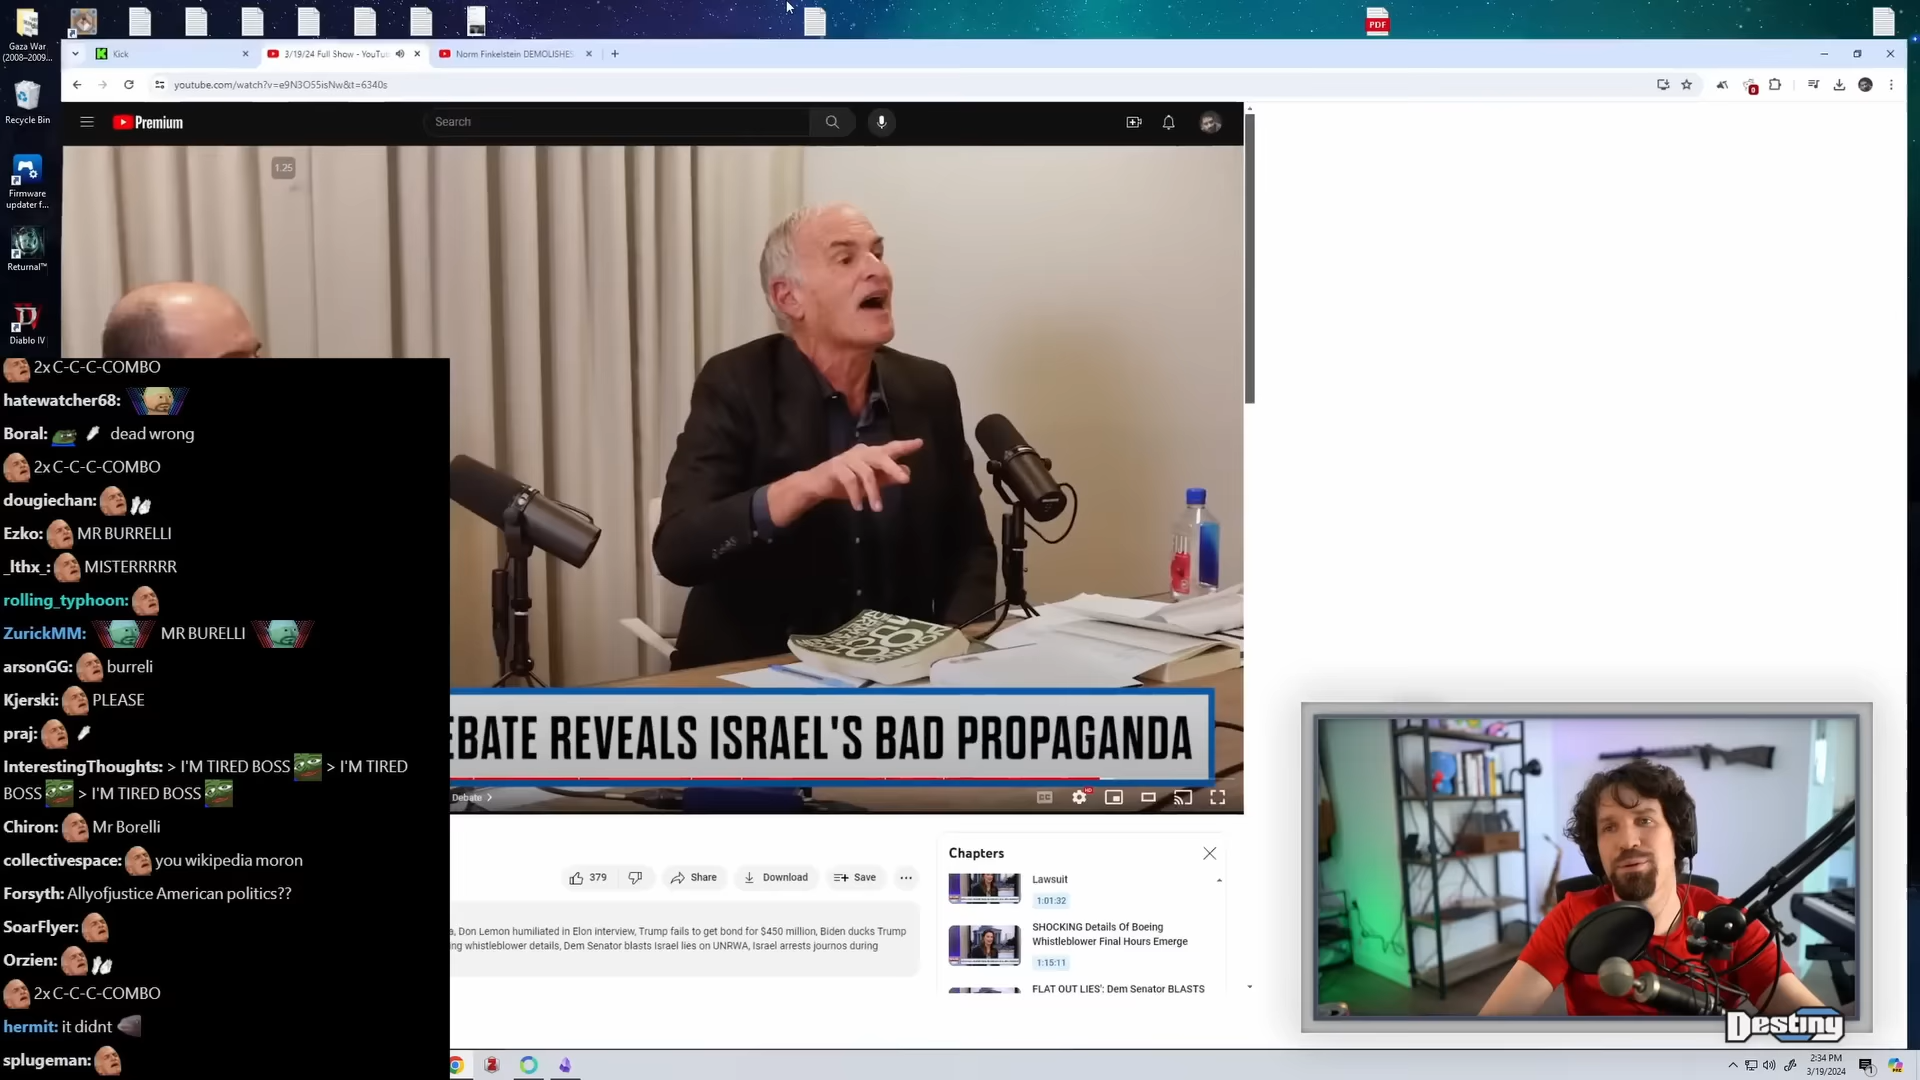 Gaza War
(2008–2009...
Recycle Bin
Firmware
updater f...
Returnal™
Diablo IV
PDF
Kick
3/19/24 Full Show - YouTu
Norm Finkelstein DEMOLISHES
youtube.com/watch?v=e9N3O55isNw&t=6340s
0
Premium
Search
1.25
2x C-C-C-COMBO
hatewatcher68:
Boral: dead wrong
2x C-C-C-COMBO
dougiechan:
Ezko: MR BURRELLI
_lthx_: MISTERRRRR
rolling_typhoon:
ZurickMM: MR BURELLI
arsonGG: burreli
Kjerski: PLEASE
praj:
InterestingThoughts: > I'M TIRED BOSS > I'M TIRED
BOSS > I'M TIRED BOSS
Chiron: Mr Borelli
collectivespace: you wikipedia moron
Forsyth: Allyofjustice American politics??
SoarFlyer:
Orzien:
2x C-C-C-COMBO
hermit: it didnt
splugeman:
EBATE REVEALS ISRAEL'S BAD PROPAGANDA
Debate
CC
HD
379
Share
Download
Save
, Don Lemon humiliated in Elon interview, Trump fails to get bond for $450 million, Biden ducks Trump
whistleblower details, Dem Senator blasts Israel lies on UNRWA, Israel arrests journos during
Chapters
Lawsuit
1:01:32
SHOCKING Details Of Boeing
Whistleblower Final Hours Emerge
1:15:11
FLAT OUT LIES': Dem Senator BLASTS
Destiny
2:34 PM
3/19/2024